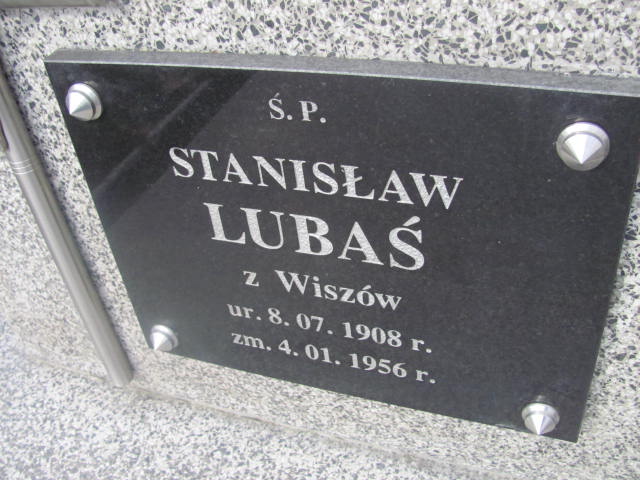 Ś.P.
STANISŁAW
LUBAŚ
z Wiszów
ur. 8. 07. 1908 r.
zm. 4. 01. 1956 r.